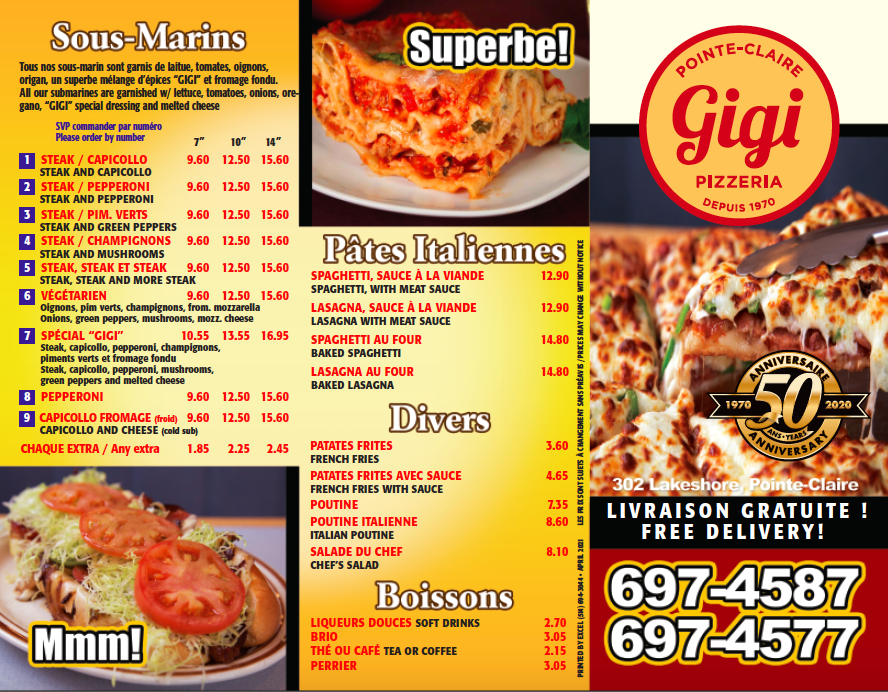 Sous-Marins
Tous nos sous-marin sont garnis de laitue, tomates, oignons,
origan, un superbe mélange d'épices "GIGI" et fromage fondu.
All our submarines are garnished w/ lettuce, tomatoes, onions, ore-
gano, "GIGI" special dressing and melted cheese
SVP commander par numéro
Please order by number
7" 10" 14"
1 STEAK / CAPICOLLO 9.60 12.50 15.60
STEAK AND CAPICOLLO
2 STEAK / PEPPERONI 9.60 12.50 15.60
STEAK AND PEPPERONI
3 STEAK / PIM. VERTS 9.60 12.50 15.60
STEAK AND GREEN PEPPERS
4 STEAK / CHAMPIGNONS 9.60 12.50 15.60
STEAK AND MUSHROOMS
5 STEAK, STEAK ET STEAK 9.60 12.50 15.60
STEAK, STEAK AND MORE STEAK
6 VÉGÉTARIEN 9.60 12.50 15.60
Oignons, pim verts, champignons, from. mozzarella
Onions, green peppers, mushrooms, mozz. cheese
7 SPÉCIAL "GIGI" 10.55 13.55 16.95
Steak, capicollo, pepperoni, champignons,
piments verts et fromage fondu
Steak, capicollo, pepperoni, mushrooms,
green peppers and melted cheese
8 PEPPERONI 9.60 12.50 15.60
9 CAPICOLLO FROMAGE (froid) 9.60 12.50 15.60
CAPICOLLO AND CHEESE (cold sub)
CHAQUE EXTRA / Any extra 1.85 2.25 2.45
Mmm!
Superbe!
Pâtes Italiennes
SPAGHETTI, SAUCE À LA VIANDE 12.90
SPAGHETTI, WITH MEAT SAUCE
LASAGNA, SAUCE À LA VIANDE 12.90
LASAGNA WITH MEAT SAUCE
SPAGHETTI AU FOUR 14.80
BAKED SPAGHETTI
LASAGNA AU FOUR 14.80
BAKED LASAGNA
Divers
PATATES FRITES 3.60
FRENCH FRIES
PATATES FRITES AVEC SAUCE 4.65
FRENCH FRIES WITH SAUCE
POUTINE 7.35
POUTINE ITALIENNE 8.60
ITALIAN POUTINE
SALADE DU CHEF 8.10
CHEF'S SALAD
Boissons
LIQUEURS DOUCES SOFT DRINKS 2.70
BRIO 3.05
THÉ OU CAFÉ TEA OR COFFEE 2.15
PERRIER 3.05
PRINTED BY EXCEL (514) 694-3044 • APRIL 2023 LES PRIX SONT SUJETS À CHANGEMENT SANS PRÉAVIS / PRICES MAY CHANGE WITHOUT NOTICE
POINTE-CLAIRE
Gigi
PIZZERIA
DEPUIS 1970
ANNIVERSAIRE
1970 50 2020
ANS • YEARS
ANNIVERSARY
302 Lakeshore, Pointe-Claire
LIVRAISON GRATUITE !
FREE DELIVERY!
697-4587
697-4577